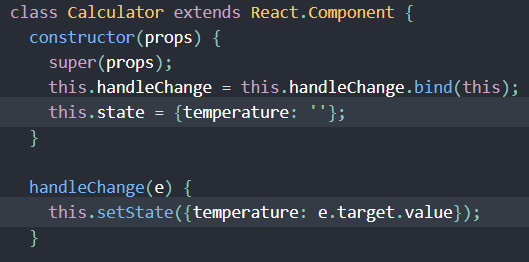 class Calculator extends React.Component {
  constructor(props) {
    super(props);
    this.handleChange = this.handleChange.bind(this);
    this.state = {temperature: ''};
  }

  handleChange(e) {
    this.setState({temperature: e.target.value});
  }